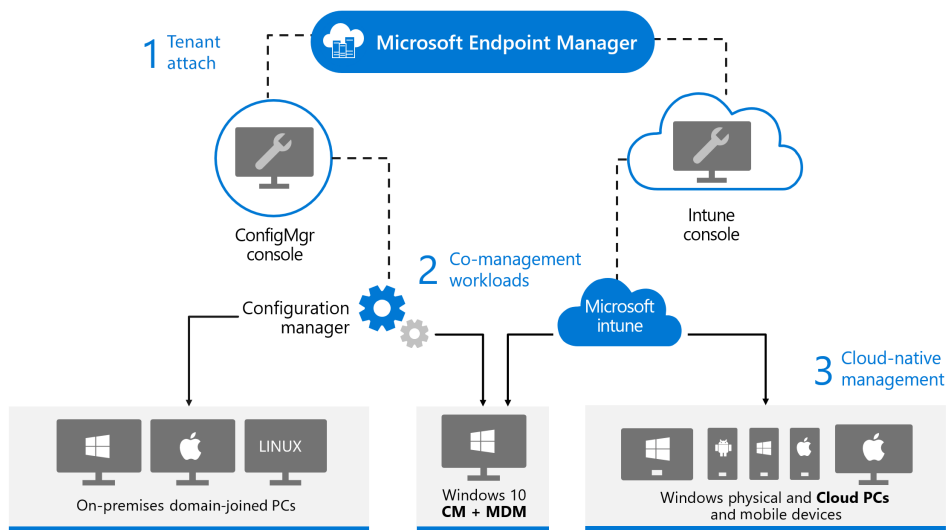 Microsoft Endpoint Manager
1 Tenant
attach
ConfigMgr
console
Intune
console
2 Co-management
workloads
Configuration
manager
Microsoft
intune
3 Cloud-native
management
LINUX
On-premises domain-joined PCs
Windows 10
CM + MDM
Windows physical and Cloud PCs
and mobile devices